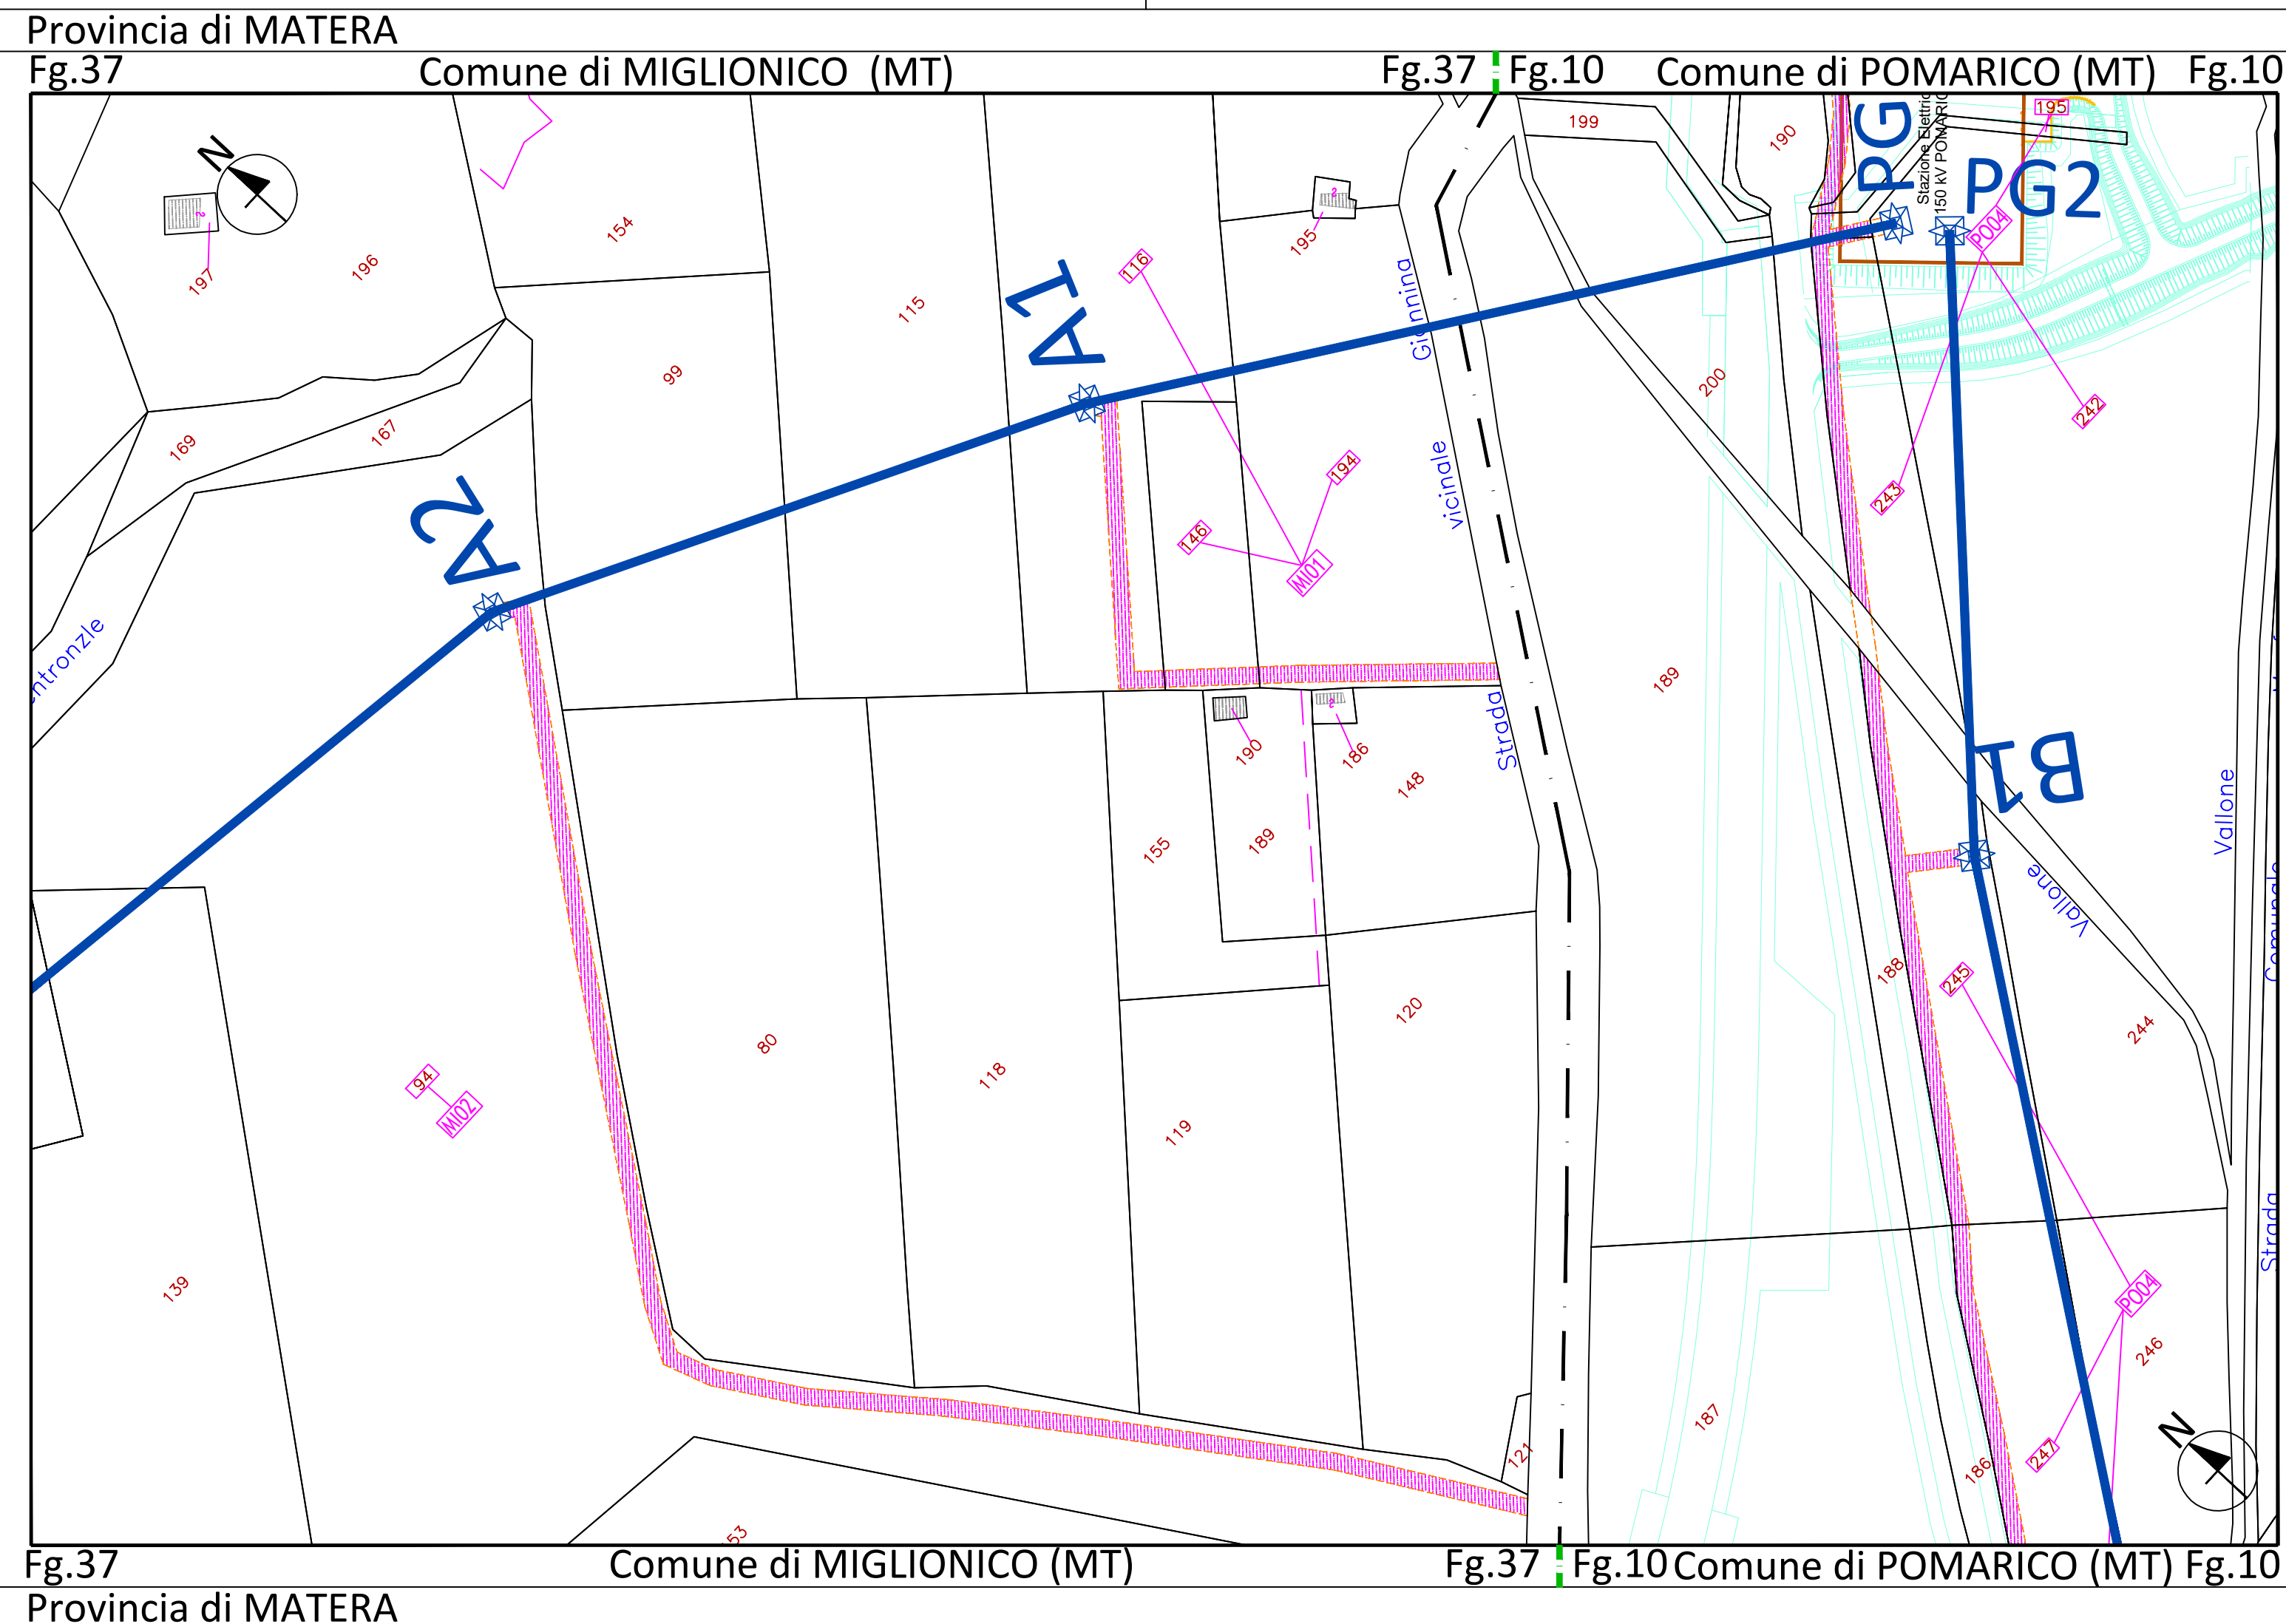 Provincia di MATERA
Fg.37
Comune di MIGLIONICO (MT)
Fg.37
Fg.10
Comune di POMARICO (MT)
Fg.10
N
197
196
154
169
167
99
115
A2
A1
116
195
199
190
PG
Stazione Elettric
150 kV POMARIC
195
PG2
PO04
200
242
243
194
146
MI01
vicinale
Strada
190
186
148
189
155
189
B1
Vallone
Vallone
188
245
244
94
MI02
80
118
119
120
139
PO04
246
247
187
186
121
53
Strada
N
Fg.37
Comune di MIGLIONICO (MT)
Fg.37
Fg.10
Comune di POMARICO (MT)
Fg.10
Provincia di MATERA